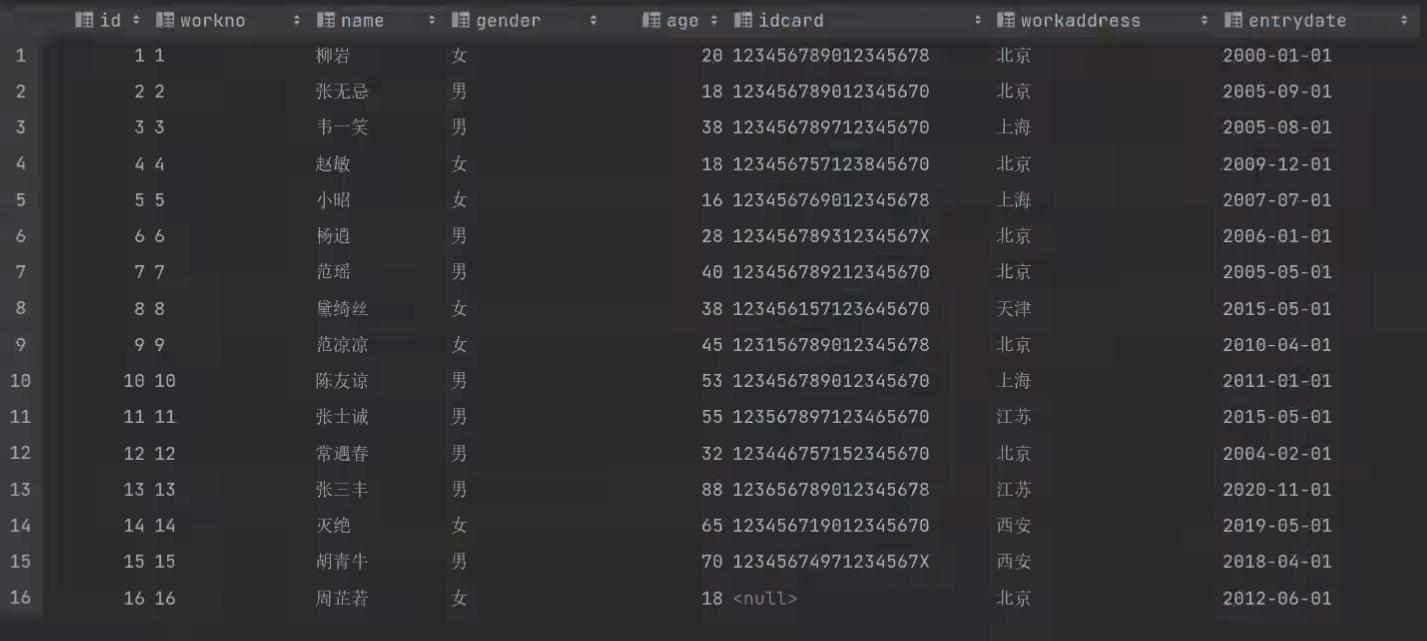 id workno name gender age idcard workaddress entrydate
1 1 1 柳岩 女 20 123456789012345678 北京 2000-01-01
2 2 2 张无忌 男 18 123456789012345670 北京 2005-09-01
3 3 3 韦一笑 男 38 123456789712345670 上海 2005-08-01
4 4 4 赵敏 女 18 123456757123845670 北京 2009-12-01
5 5 5 小昭 女 16 123456769012345678 上海 2007-07-01
6 6 6 杨逍 男 28 12345678931234567X 北京 2006-01-01
7 7 7 范瑶 男 40 123456789212345670 北京 2005-05-01
8 8 8 黛绮丝 女 38 123456157123645670 天津 2015-05-01
9 9 9 范凉凉 女 45 123156789012345678 北京 2010-04-01
10 10 10 陈友谅 男 53 123456789012345670 上海 2011-01-01
11 11 11 张士诚 男 55 123567897123465670 江苏 2015-05-01
12 12 12 常遇春 男 32 123446757152345670 北京 2004-02-01
13 13 13 张三丰 男 88 123656789012345678 江苏 2020-11-01
14 14 14 灭绝 女 65 123456719012345670 西安 2019-05-01
15 15 15 胡青牛 男 70 12345674971234567X 西安 2018-04-01
16 16 16 周芷若 女 18 <null> 北京 2012-06-01